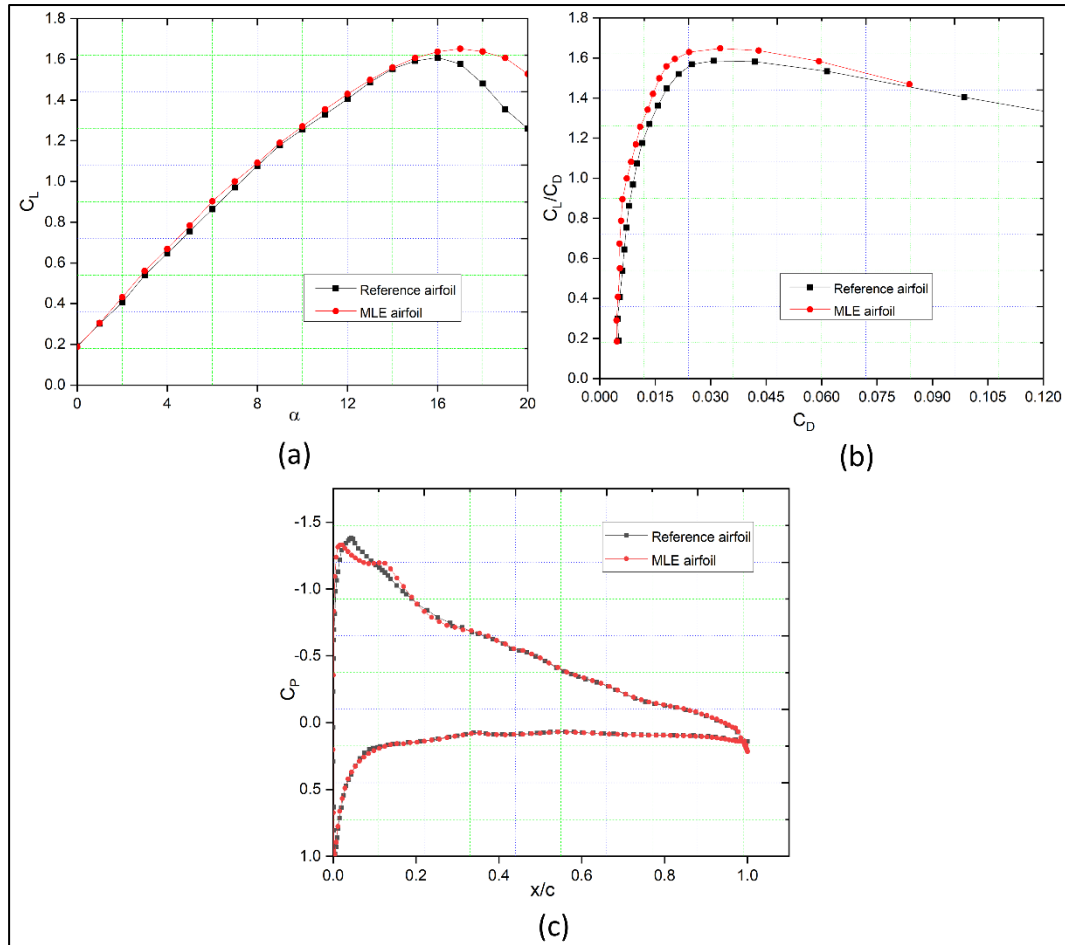 1.8
1.6
1.4
1.2
1.0
0.8
0.6
0.4
0.2
0.0
C_L
0 4 8 12 16 20
α
Reference airfoil
MLE airfoil
(a)
1.8
1.6
1.4
1.2
1.0
0.8
0.6
0.4
0.2
0.0
C_L/C_D
0.000 0.015 0.030 0.045 0.060 0.075 0.090 0.105 0.120
C_D
Reference airfoil
MLE airfoil
(b)
-1.5
-1.0
-0.5
0.0
0.5
1.0
C_P
0.0 0.2 0.4 0.6 0.8 1.0
x/c
Reference airfoil
MLE airfoil
(c)